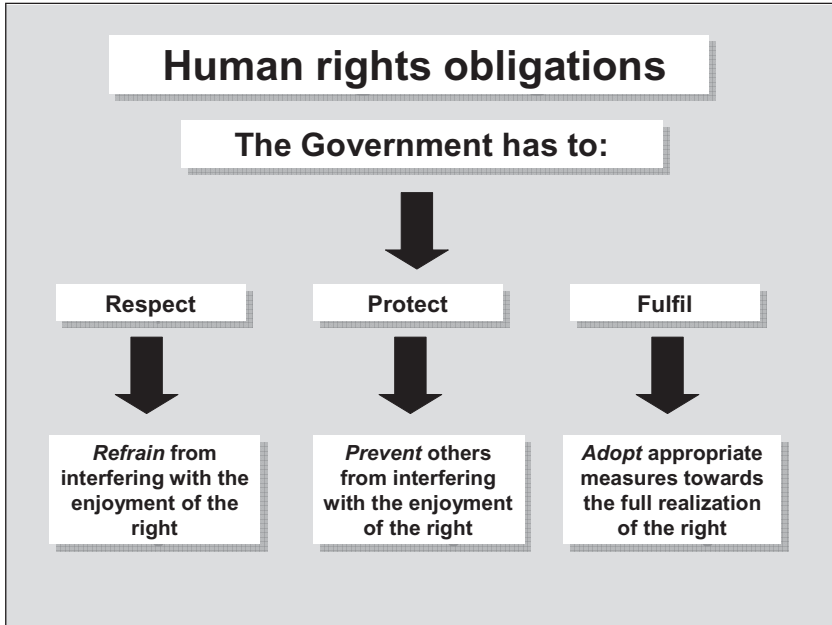 Human rights obligations
The Government has to:
Respect
Protect
Fulfil
Refrain from
interfering with the
enjoyment of the
right
Prevent others
from interfering
with the enjoyment
of the right
Adopt appropriate
measures towards
the full realization
of the right